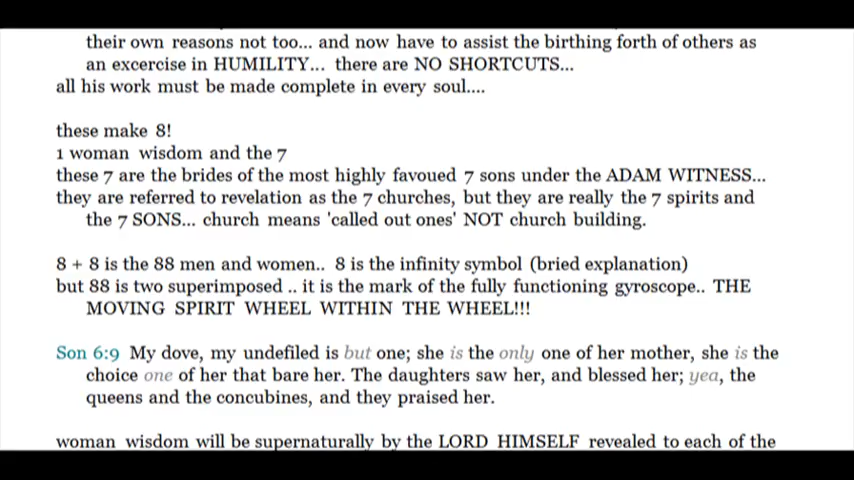 their own reasons not too... and now have to assist the birthing forth of others as
an excercise in HUMILITY... there are NO SHORTCUTS...
all his work must be made complete in every soul....
these make 8!
1 woman wisdom and the 7
these 7 are the brides of the most highly favoued 7 sons under the ADAM WITNESS...
they are referred to revelation as the 7 churches, but they are really the 7 spirits and
the 7 SONS... church means 'called out ones' NOT church building.
8 + 8 is the 88 men and women.. 8 is the infinity symbol (bried explanation)
but 88 is two superimposed .. it is the mark of the fully functioning gyroscope.. THE
MOVING SPIRIT WHEEL WITHIN THE WHEEL!!!
Son 6:9 My dove, my undefiled is but one; she is the only one of her mother, she is the
choice one of her that bare her. The daughters saw her, and blessed her; yea, the
queens and the concubines, and they praised her.
woman wisdom will be supernaturally by the LORD HIMSELF revealed to each of the